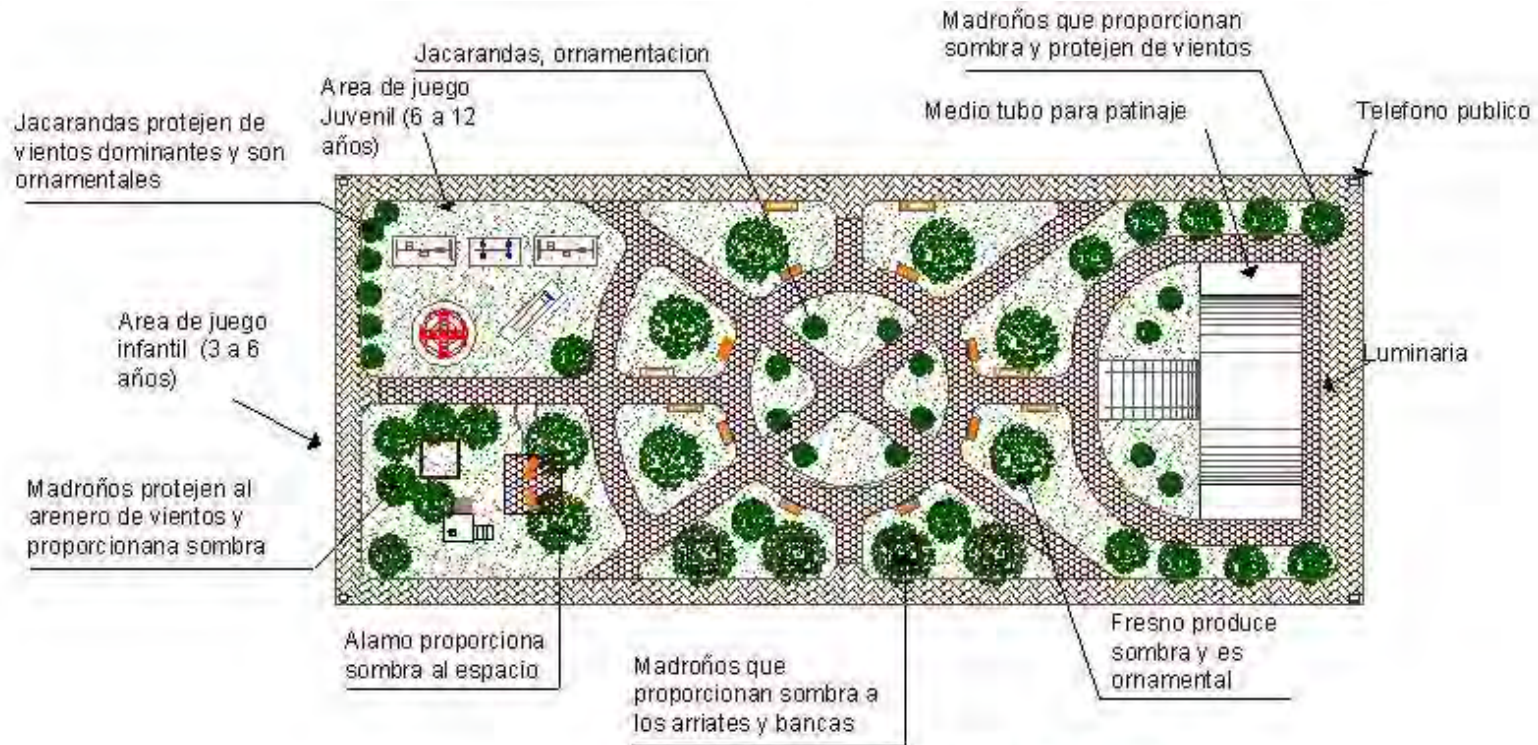 Madroños que proporcionan
sombra y protejen de vientos
Jacarandas, ornamentacion
Area de juego
Juvenil (6 a 12
años)
Medio tubo para patinaje
Telefono publico
Jacarandas protejen de
vientos dominantes y son
ornamentales
Area de juego
infantil (3 a 6
años)
Luminaria
Madroños protejen al
arenero de vientos y
proporcionana sombra
Alamo proporciona
sombra al espacio
Madroños que
proporcionan sombra a
los arriates y bancas
Fresno produce
sombra y es
ornamental